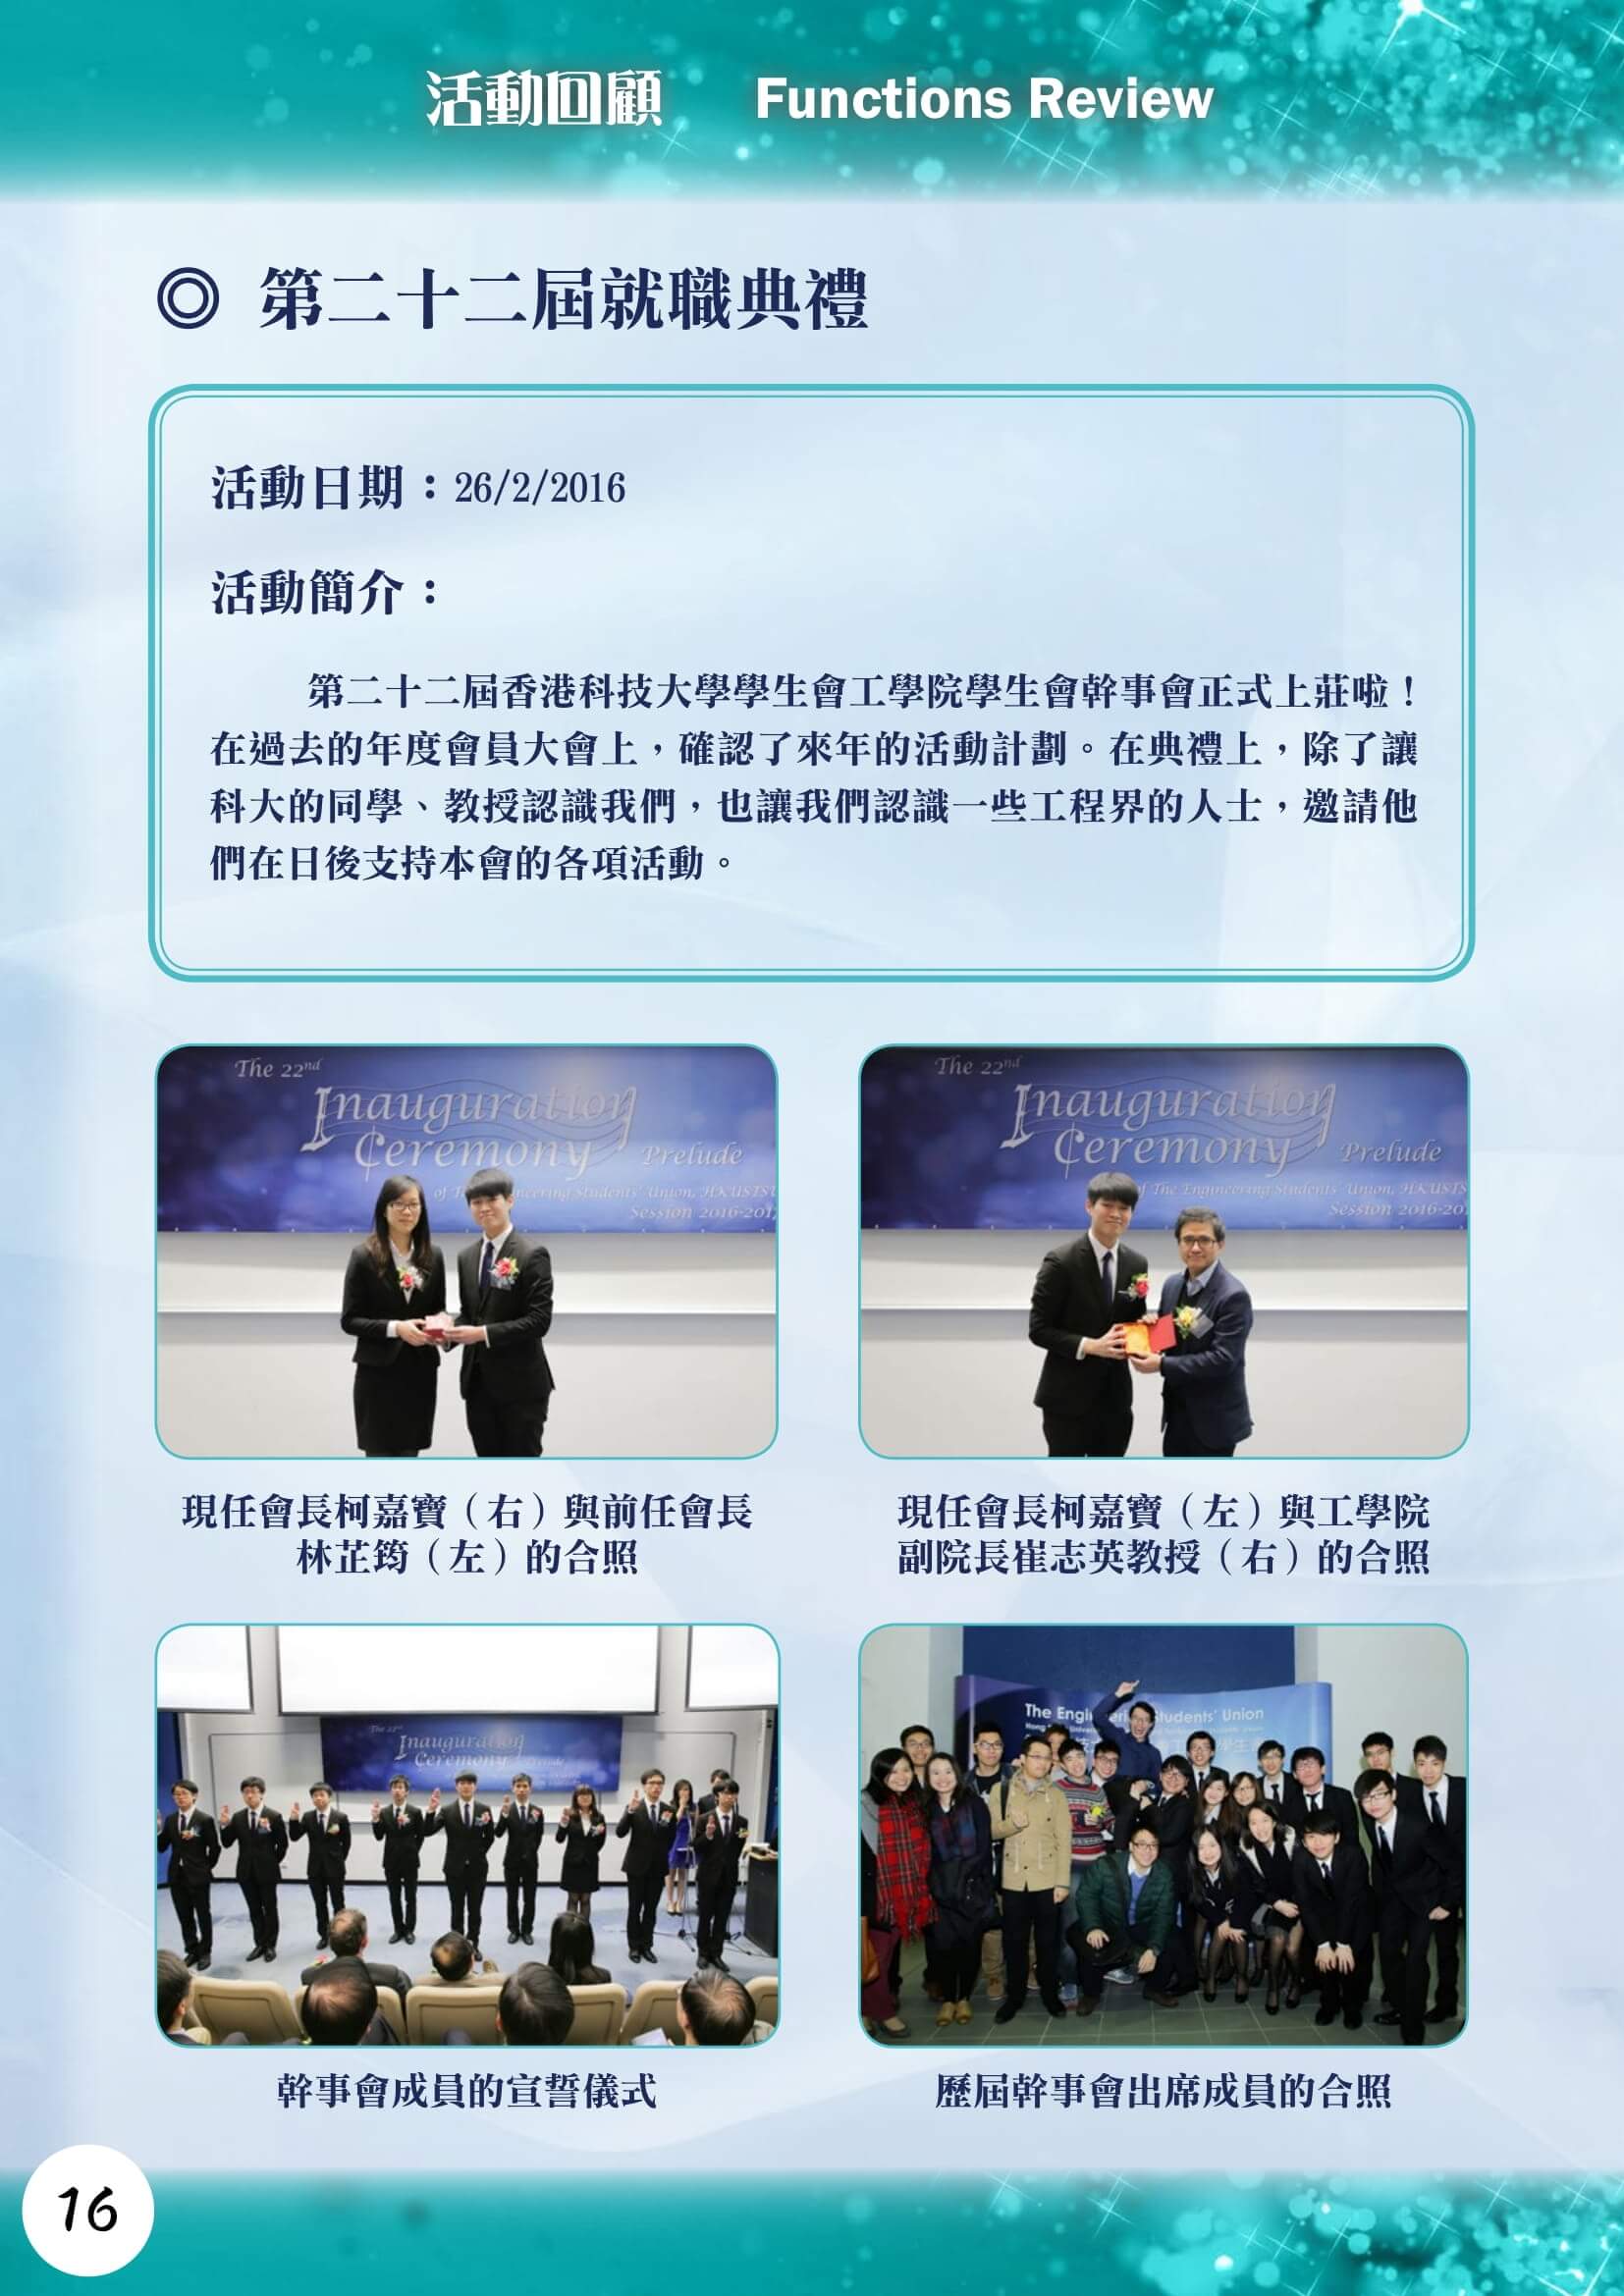 活動回顧 Functions Review
◎ 第二十二屆就職典禮
活動日期：26/2/2016
活動簡介：
第二十二屆香港科技大學學生會工學院學生會幹事會正式上莊啦！
在過去的年度會員大會上，確認了來年的活動計劃。在典禮上，除了讓
科大的同學、教授認識我們，也讓我們認識一些工程界的人士，邀請他
們在日後支持本會的各項活動。
The 22nd
Inauguration
Ceremony Prelude
Students' Union, HKUSTSU
Session 2016-201
The 22nd
Inauguration
Ceremony Prelude
of The Engineering Students' Union, HKUSTS
Session 2016-201
現任會長柯嘉寶（右）與前任會長
林芷筠（左）的合照
現任會長柯嘉寶（左）與工學院
副院長崔志英教授（右）的合照
The 22nd
Inauguration
Ceremony
The Students' Union
幹事會成員的宣誓儀式
歷屆幹事會出席成員的合照
16